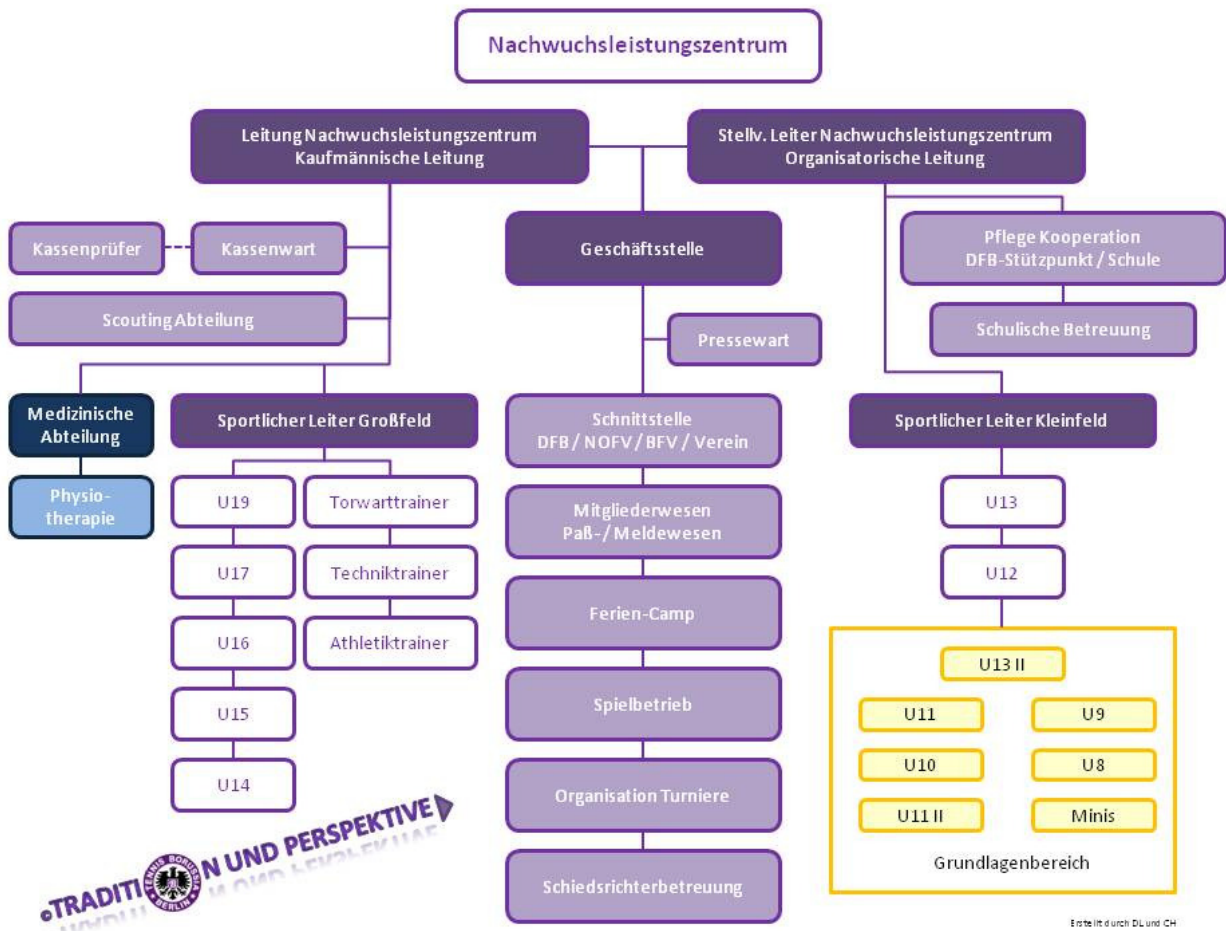 Nachwuchsleistungszentrum
Leitung Nachwuchsleistungszentrum
Kaufmännische Leitung
Stellv. Leiter Nachwuchsleistungszentrum
Organisatorische Leitung
Kassenprüfer
Kassenwart
Scouting Abteilung
Geschäftsstelle
Pressewart
Pflege Kooperation
DFB-Stützpunkt / Schule
Schulische Betreuung
Medizinische
Abteilung
Physio-
therapie
Sportlicher Leiter Großfeld
U19
U17
U16
U15
U14
Torwarttrainer
Techniktrainer
Athletiktrainer
Schnittstelle
DFB / NOFV / BFV / Verein
Mitgliederwesen
Paß- / Meldewesen
Ferien-Camp
Spielbetrieb
Organisation Turniere
Schiedsrichterbetreuung
Sportlicher Leiter Kleinfeld
U13
U12
U13 II
U11
U9
U10
U8
U11 II
Minis
Grundlagenbereich
©TRADITI N UND PERSPEKTIVE
TENNIS BORUSSIA
BERLIN
Erstellt durch DL und CH